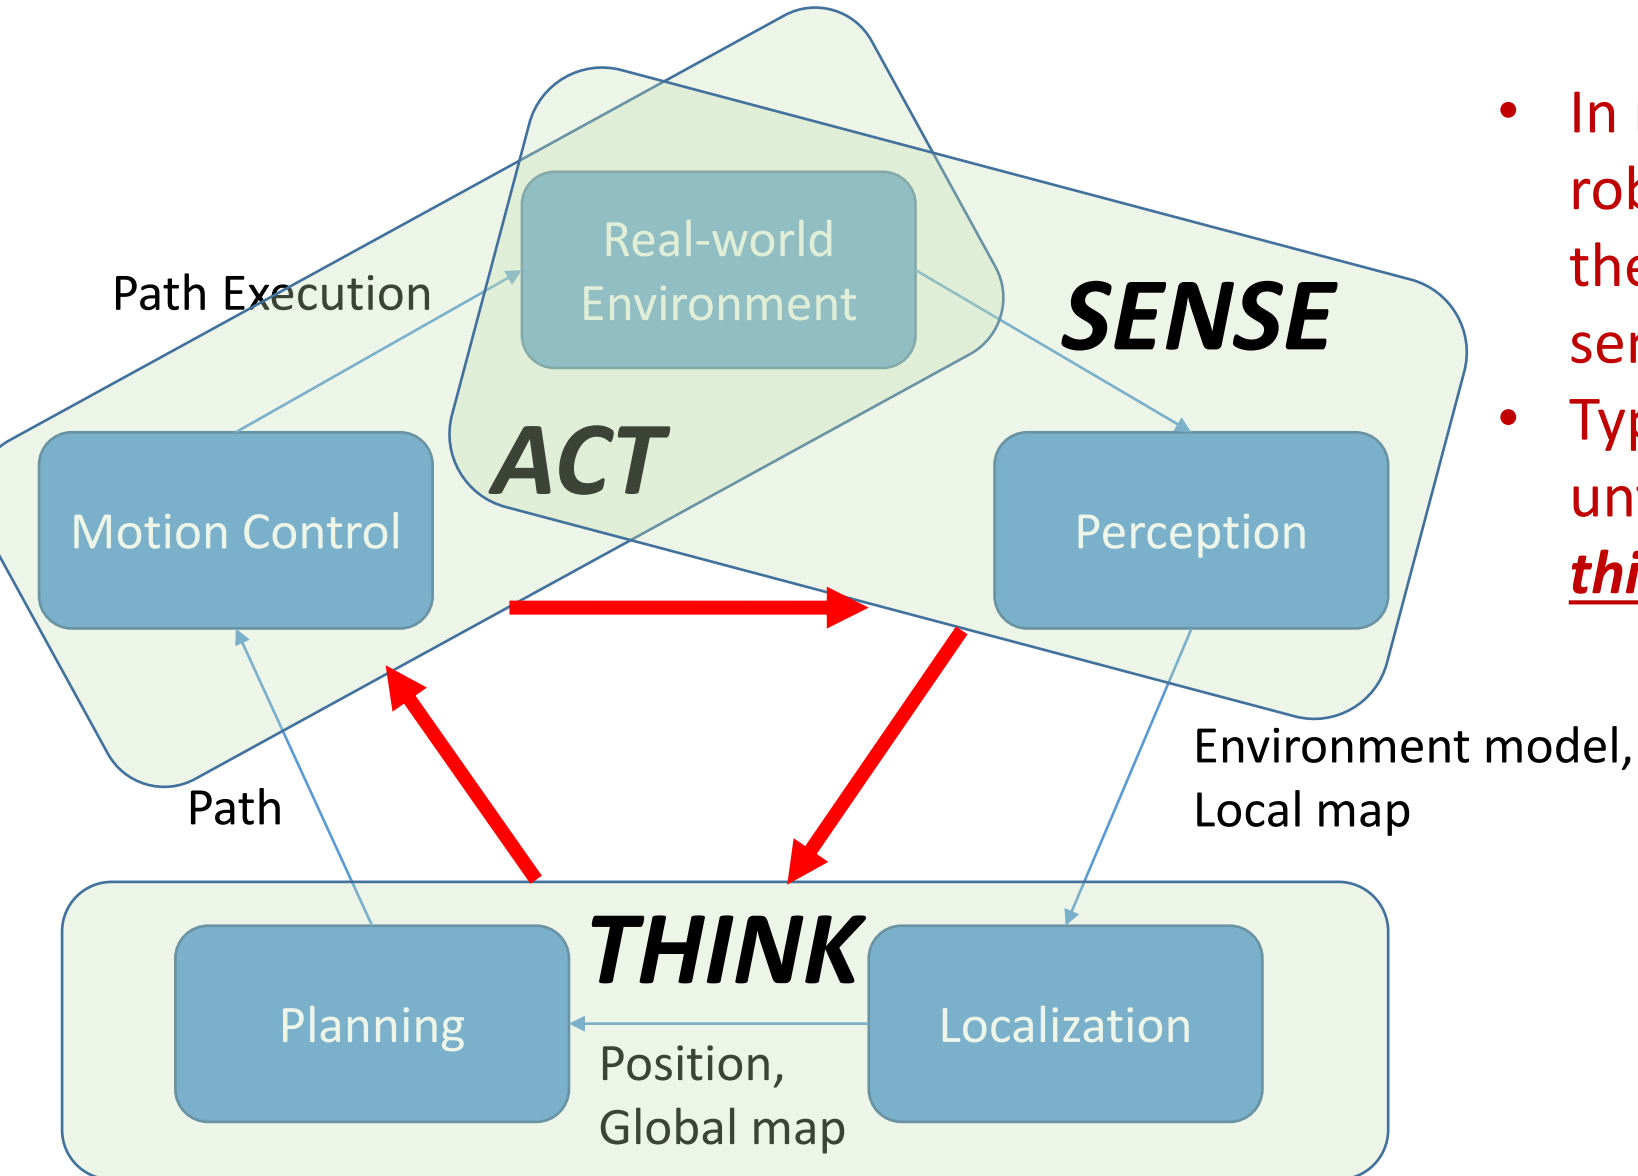 Real-world
Environment
Path Execution
SENSE
ACT
Motion Control
Perception
Environment model,
Local map
Path
THINK
Planning
Localization
Position,
Global map
In